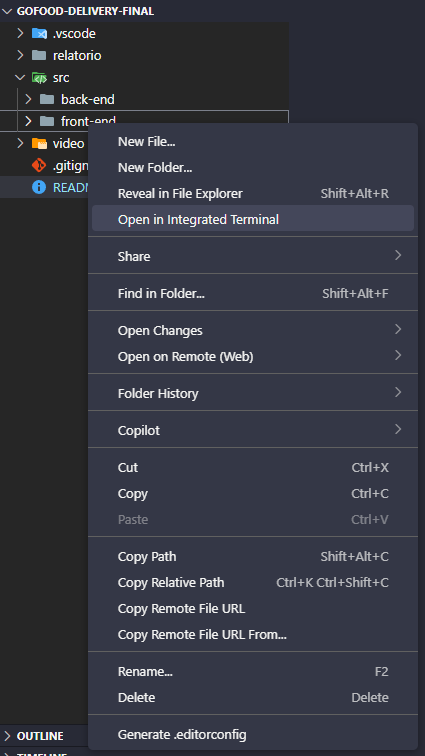 GOFOOD-DELIVERY-FINAL
.vscode
relatorio
src
back-end
front-end
video
.gitign
READM
New File...
New Folder...
Reveal in File Explorer Shift+Alt+R
Open in Integrated Terminal
Share
Find in Folder... Shift+Alt+F
Open Changes
Open on Remote (Web)
Folder History
Copilot
Cut Ctrl+X
Copy Ctrl+C
Paste Ctrl+V
Copy Path Shift+Alt+C
Copy Relative Path Ctrl+K Ctrl+Shift+C
Copy Remote File URL
Copy Remote File URL From...
Rename... F2
Delete Delete
Generate .editorconfig
OUTLINE
TIMELINE